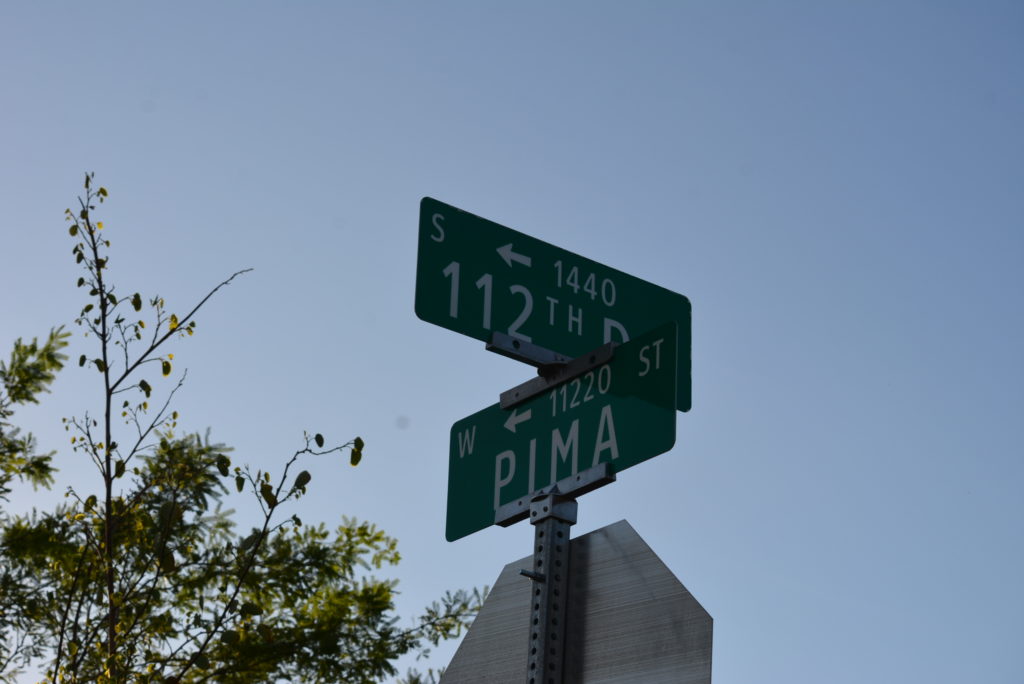 S
← 1440
112TH D
ST
← 11220
W PIMA